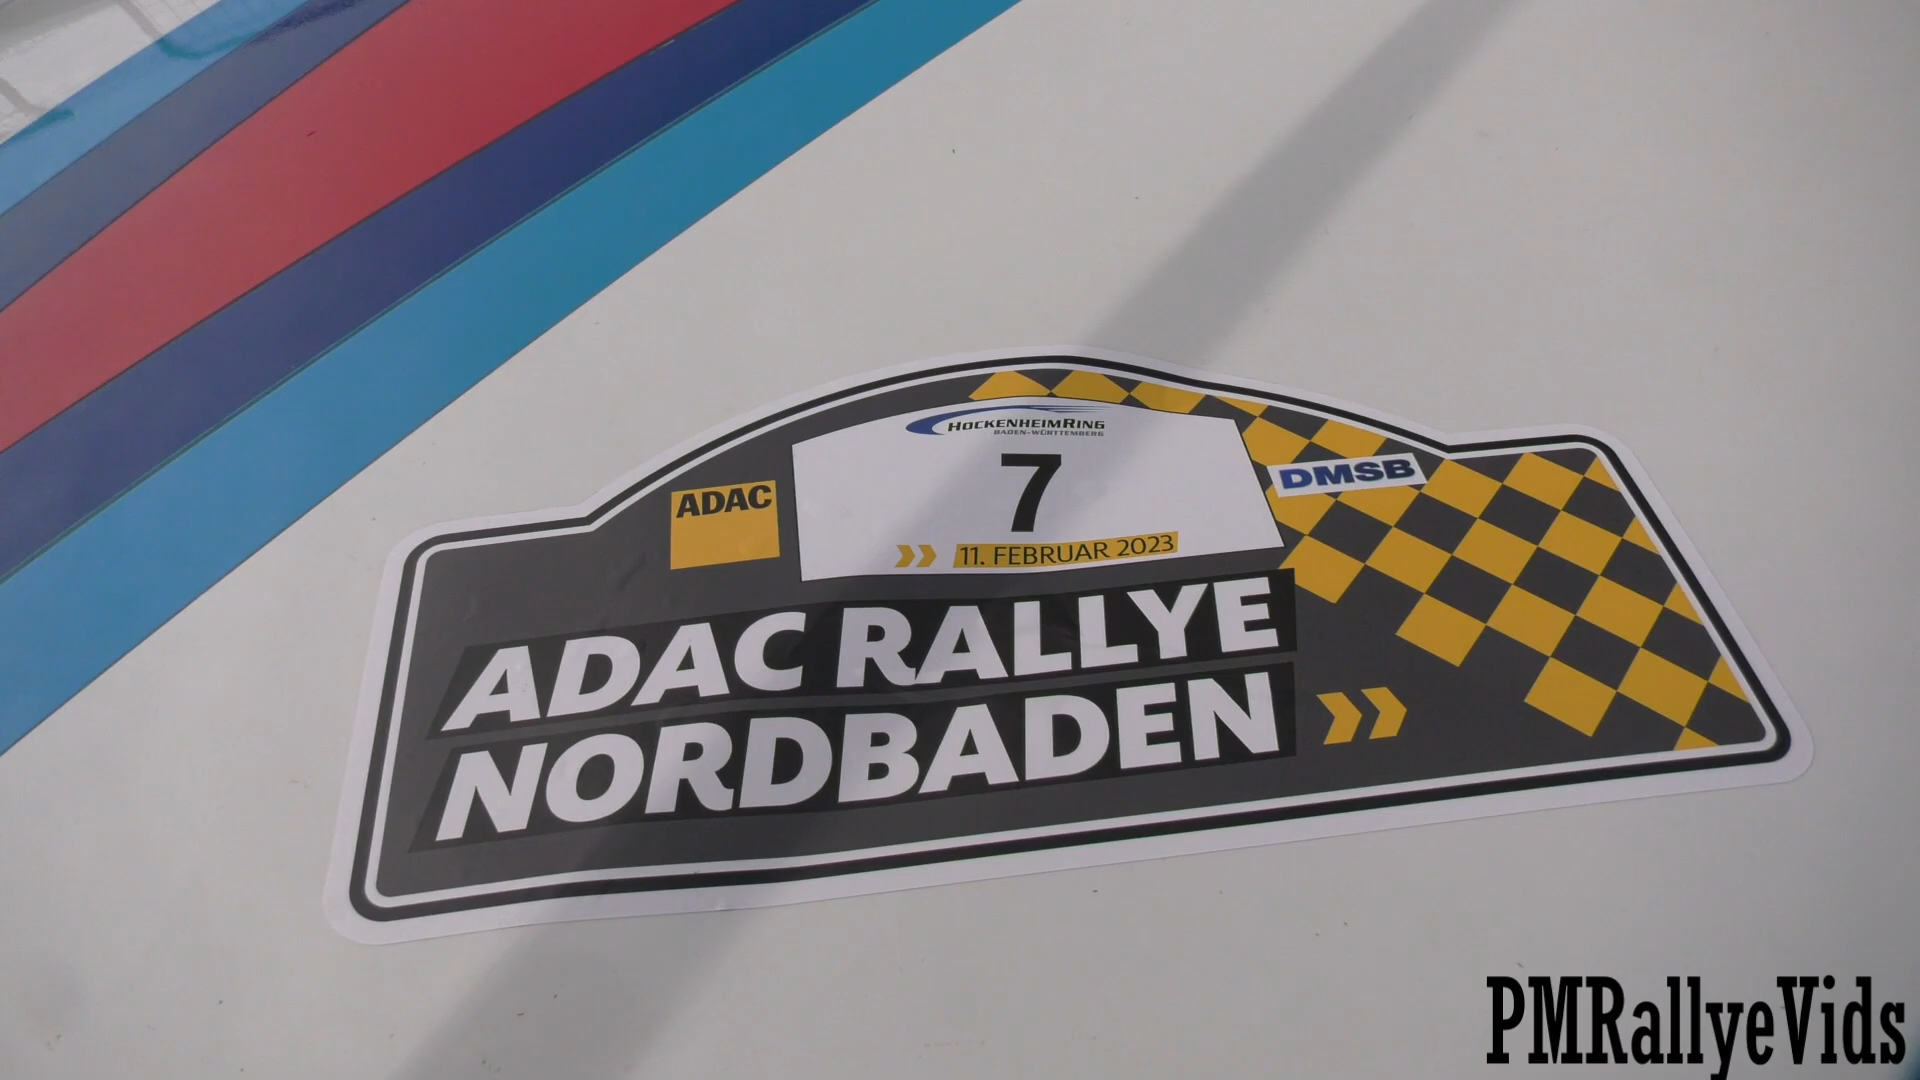 HOCKENHEIMRING
BADEN-WÜRTTEMBERG
7
ADAC
DMSB
11. FEBRUAR 2023
ADAC RALLYE
NORDBADEN
PMRallyeVids